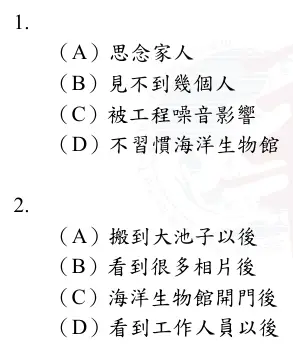 1.
（A）思念家人
（B）見不到幾個人
（C）被工程噪音影響
（D）不習慣海洋生物館
2.
（A）搬到大池子以後
（B）看到很多相片後
（C）海洋生物館開門後
（D）看到工作人員以後